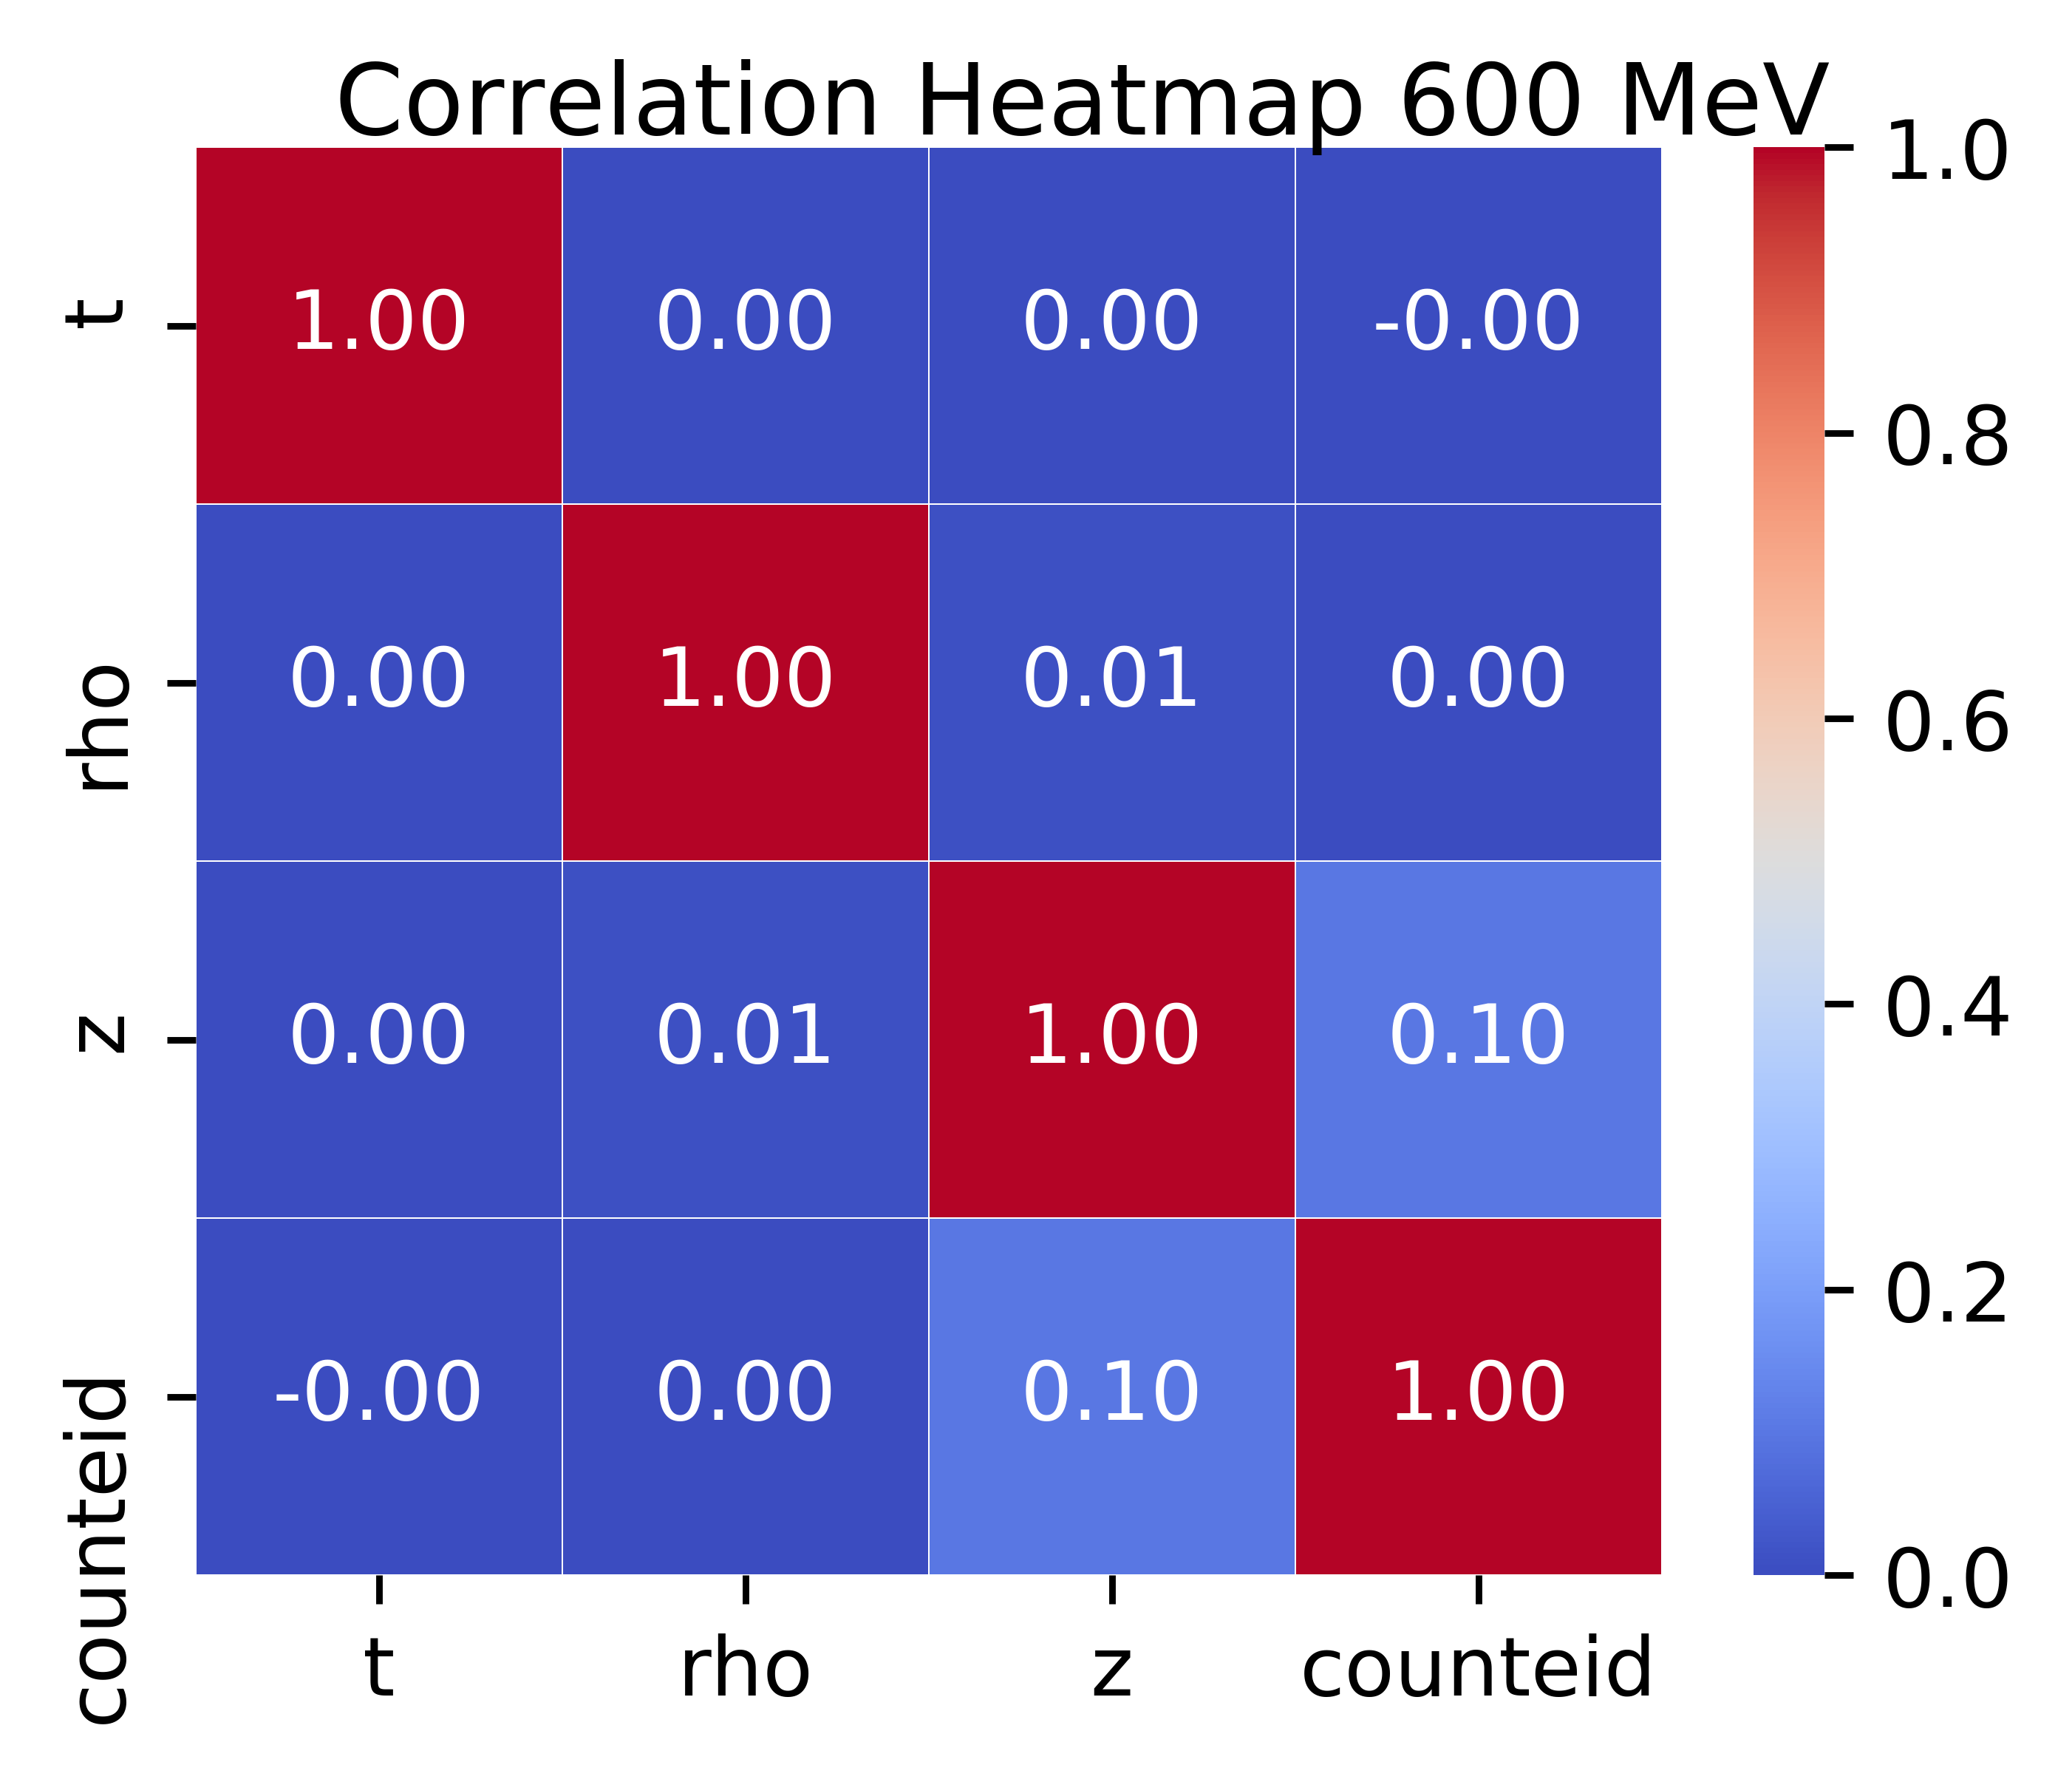 Correlation Heatmap 600 MeV
t
1.00 0.00 0.00 -0.00
rho
0.00 1.00 0.01 0.00
z
0.00 0.01 1.00 0.10
counteid
-0.00 0.00 0.10 1.00
t rho z counteid
1.0
0.8
0.6
0.4
0.2
0.0